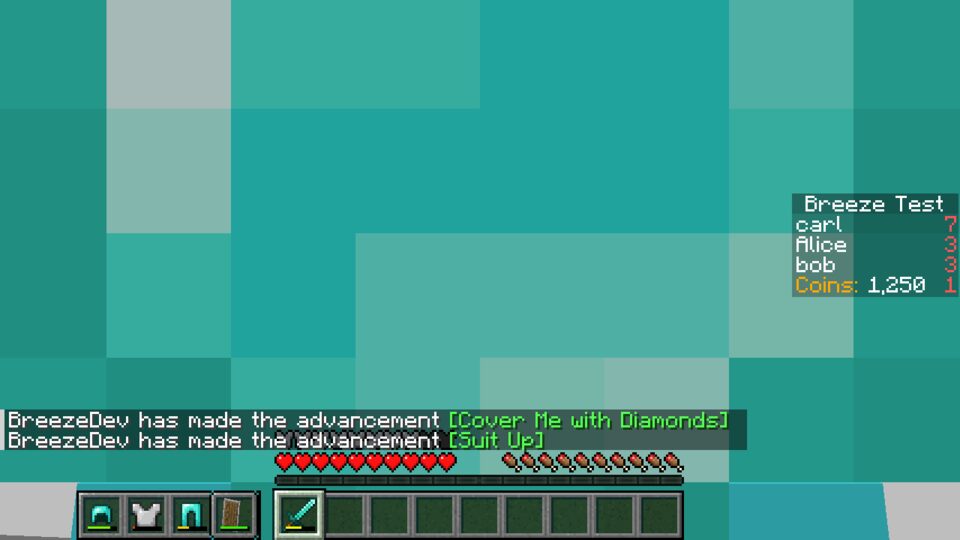 Breeze Test
carl 7
Alice 3
bob 3
Coins: 1,250 1
BreezeDev has made the advancement [Cover Me with Diamonds]
BreezeDev has made the advancement [Suit Up]